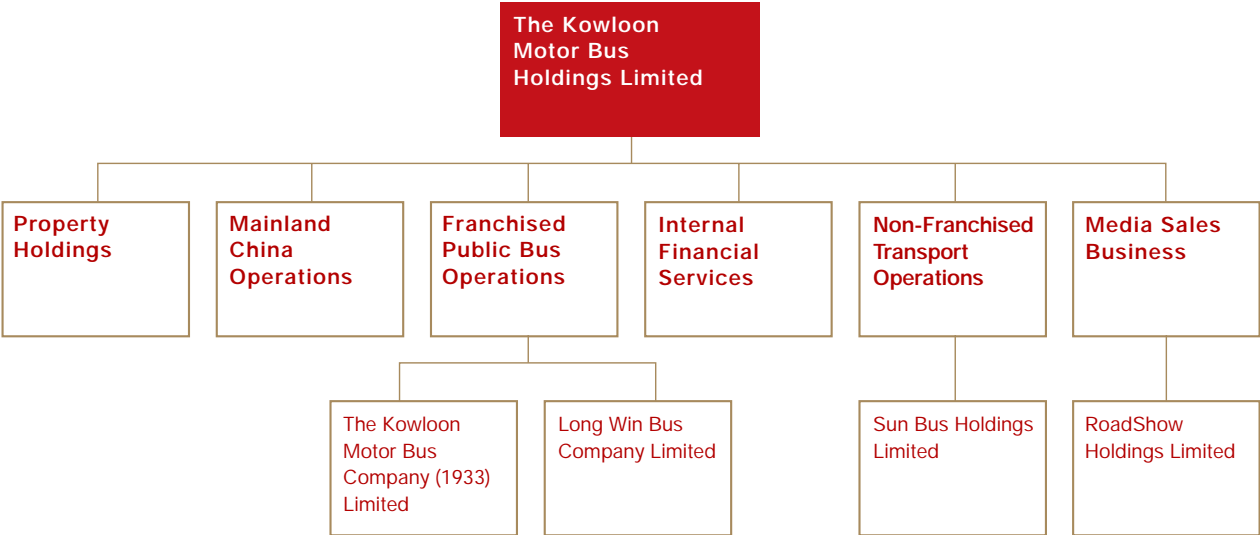 The Kowloon
Motor Bus
Holdings Limited
Property
Holdings
Mainland
China
Operations
Franchised
Public Bus
Operations
Internal
Financial
Services
Non-Franchised
Transport
Operations
Media Sales
Business
The Kowloon
Motor Bus
Company (1933)
Limited
Long Win Bus
Company Limited
Sun Bus Holdings
Limited
RoadShow
Holdings Limited